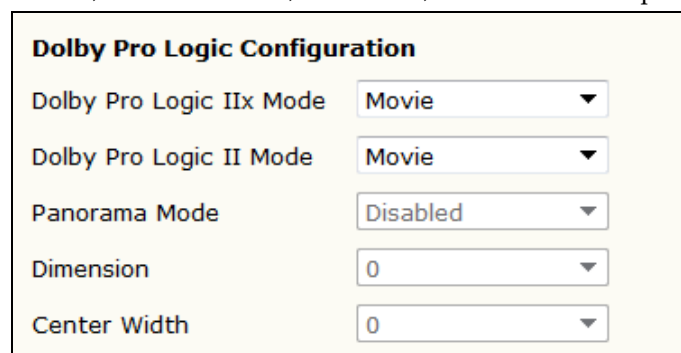 Dolby Pro Logic Configuration
Dolby Pro Logic IIx Mode Movie
Dolby Pro Logic II Mode Movie
Panorama Mode Disabled
Dimension 0
Center Width 0